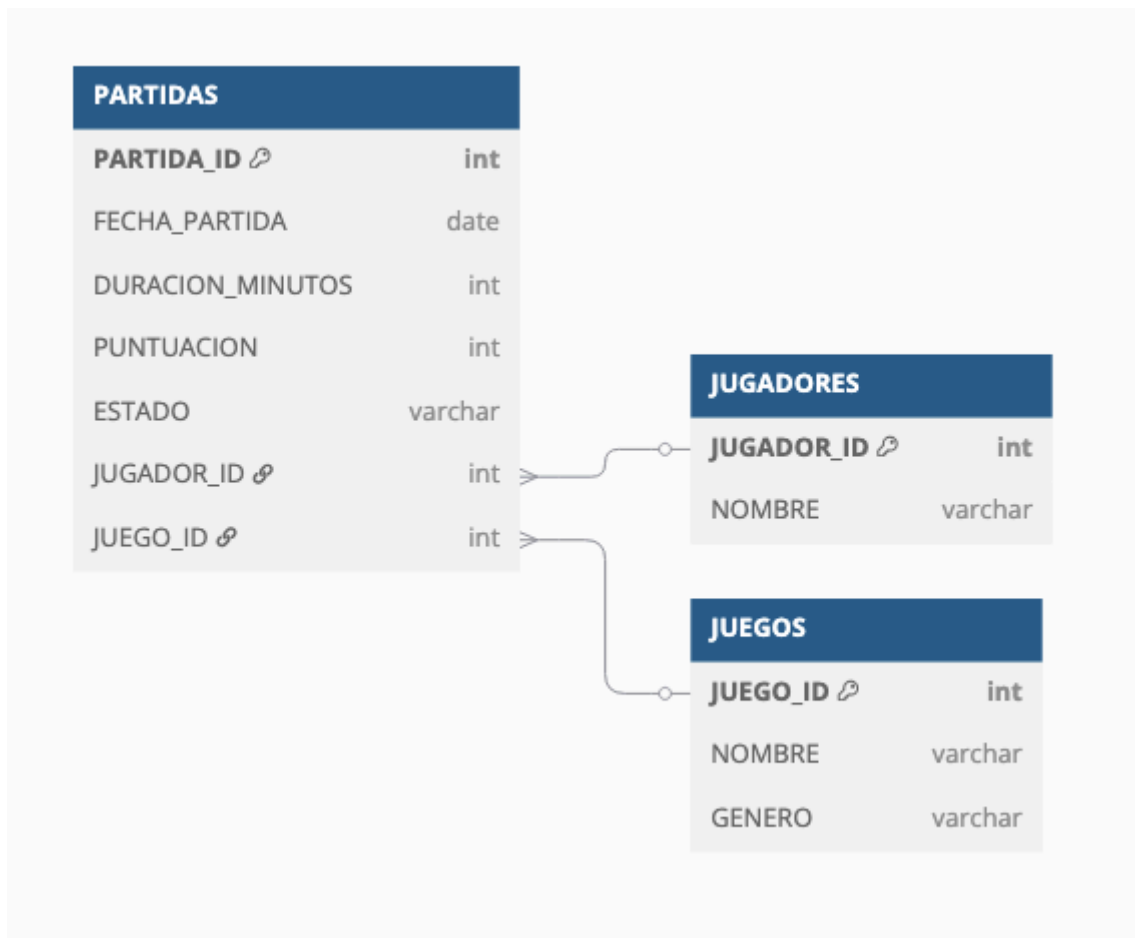 PARTIDAS
PARTIDA_ID int
FECHA_PARTIDA date
DURACION_MINUTOS int
PUNTUACION int
ESTADO varchar
JUGADOR_ID int
JUEGO_ID int
JUGADORES
JUGADOR_ID int
NOMBRE varchar
JUEGOS
JUEGO_ID int
NOMBRE varchar
GENERO varchar